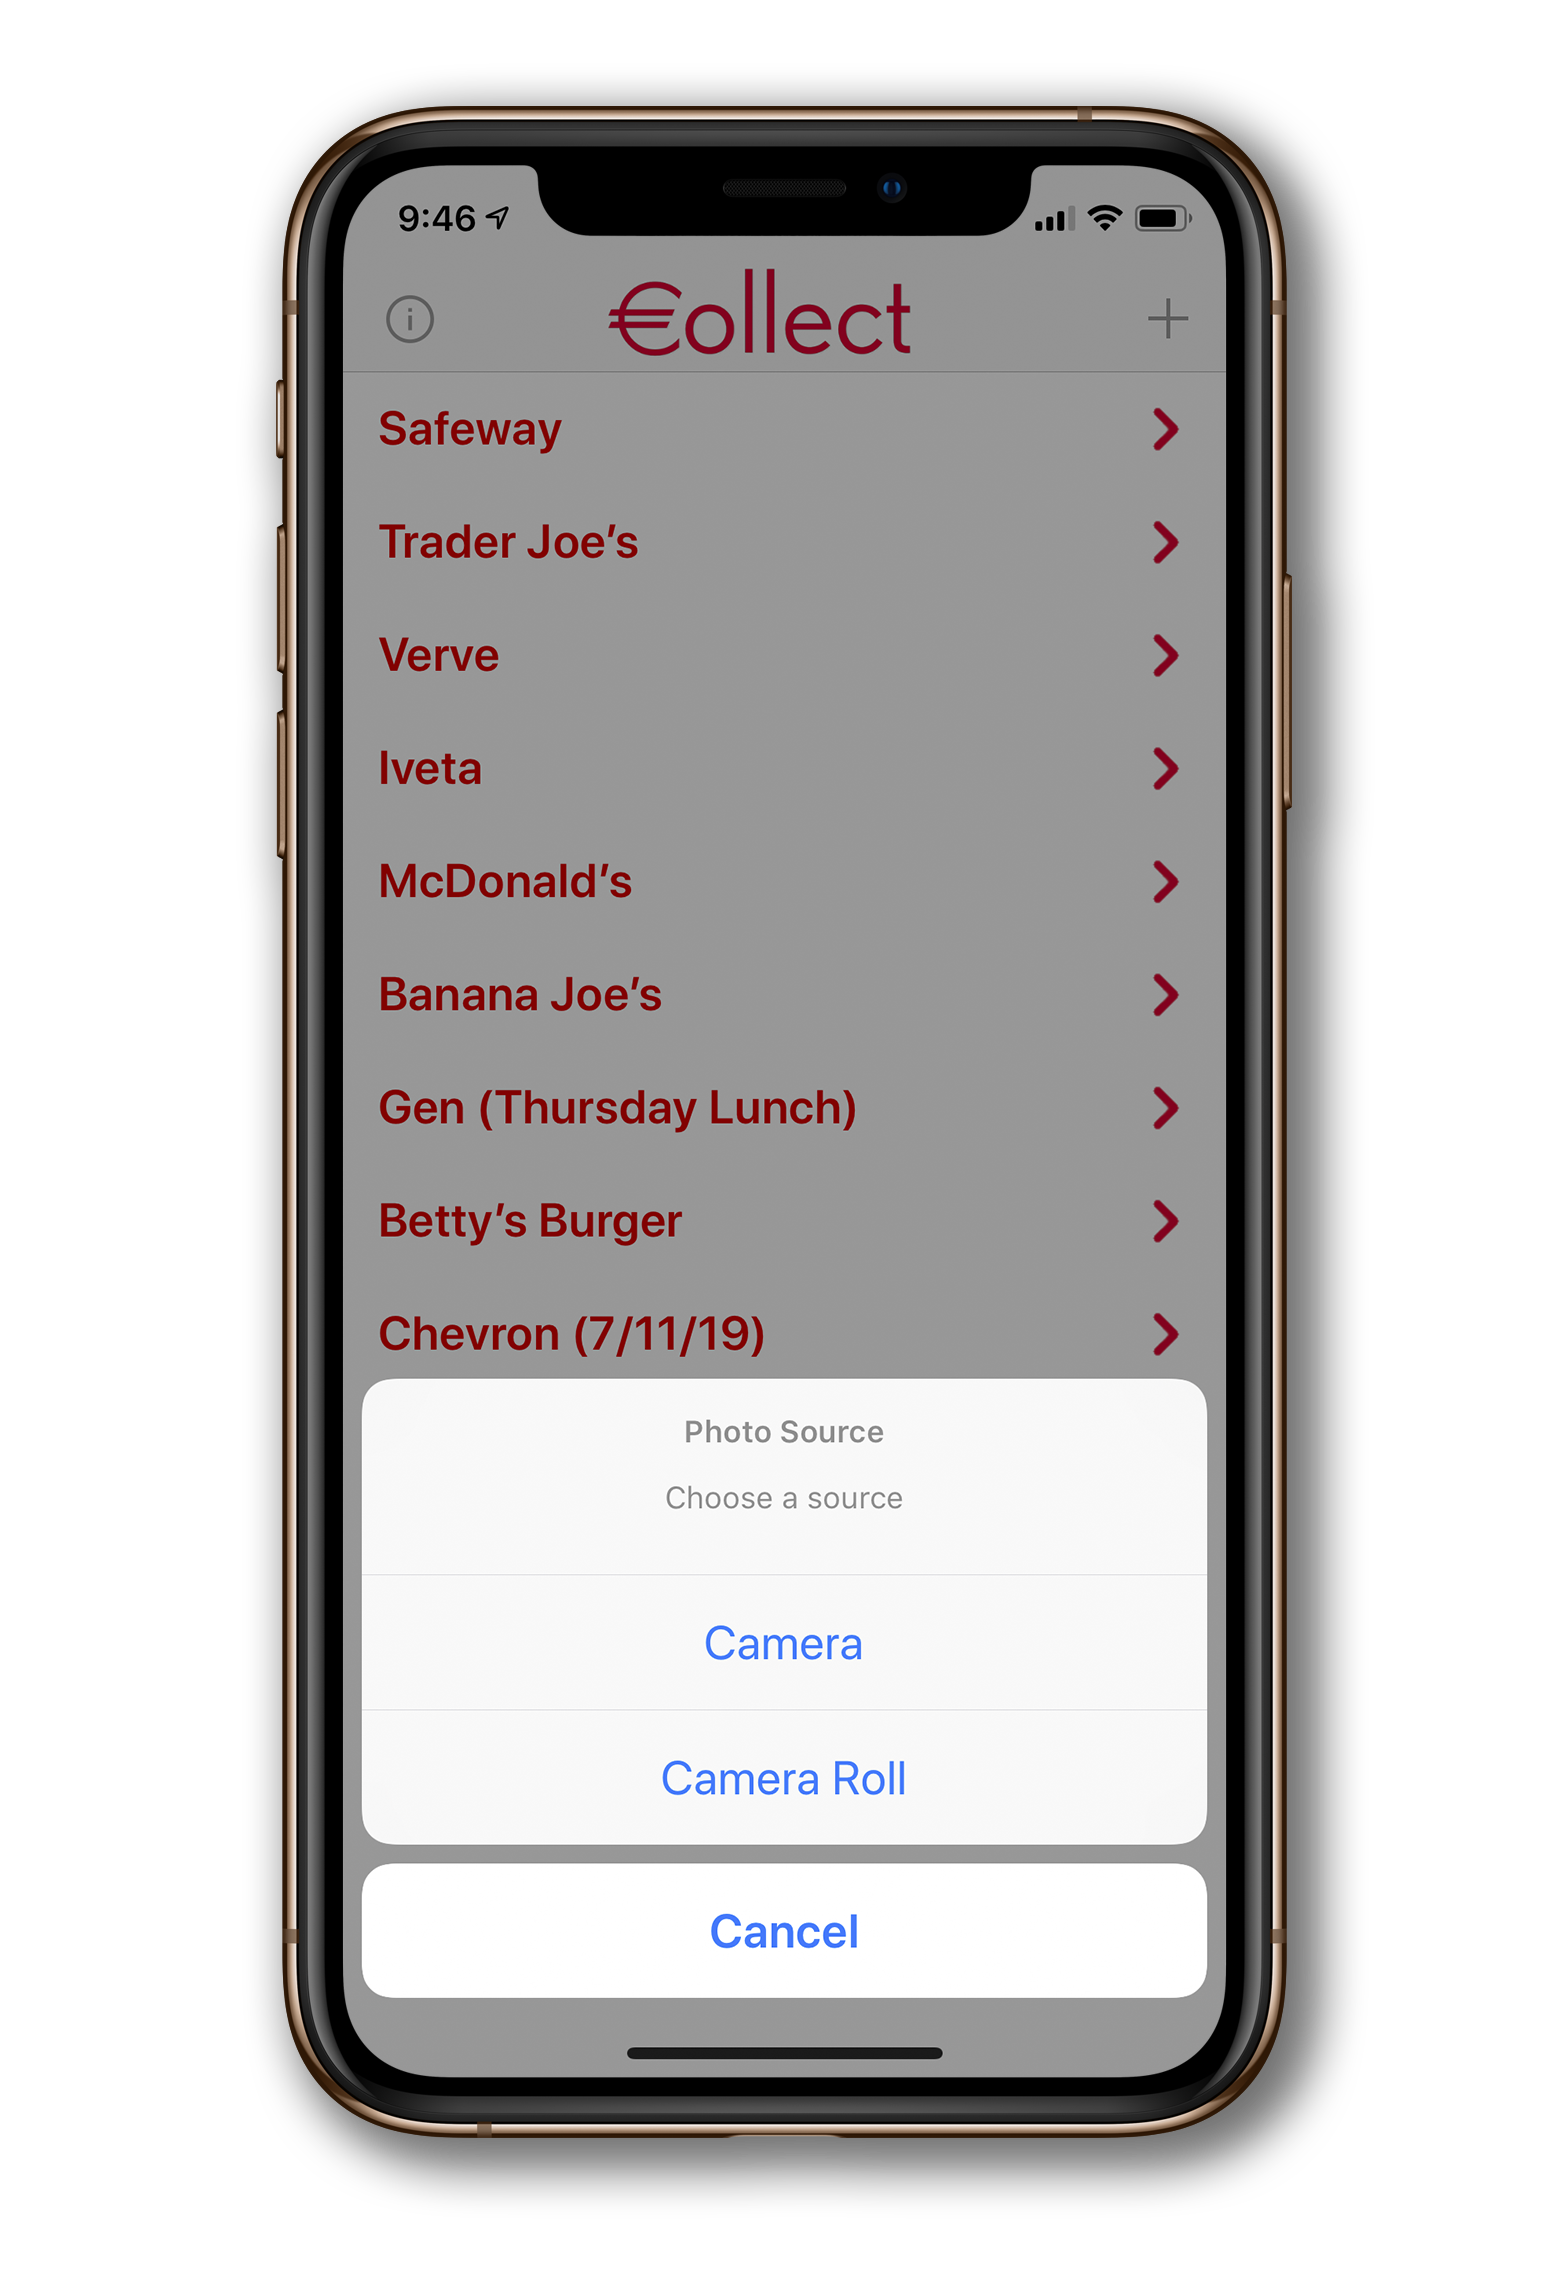 9:46
€ollect
Safeway
Trader Joe’s
Verve
Iveta
McDonald’s
Banana Joe’s
Gen (Thursday Lunch)
Betty’s Burger
Chevron (7/11/19)
Photo Source
Choose a source
Camera
Camera Roll
Cancel